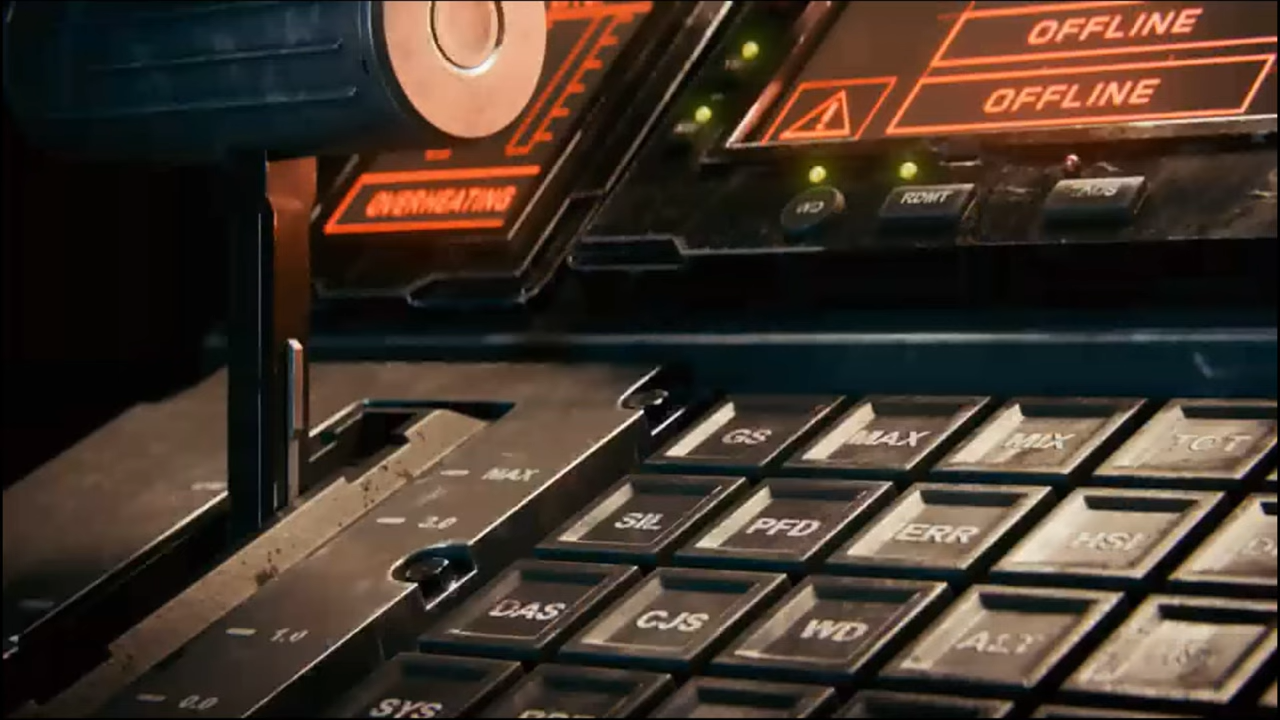 OFFLINE
OFFLINE
OVERHEATING
WD
RDMT
GS
MAX
MIX
TOT
MAX
2.0
SIL
PFD
ERR
HSI
DAS
CJS
WD
ALT
1.0
0.0
SYS